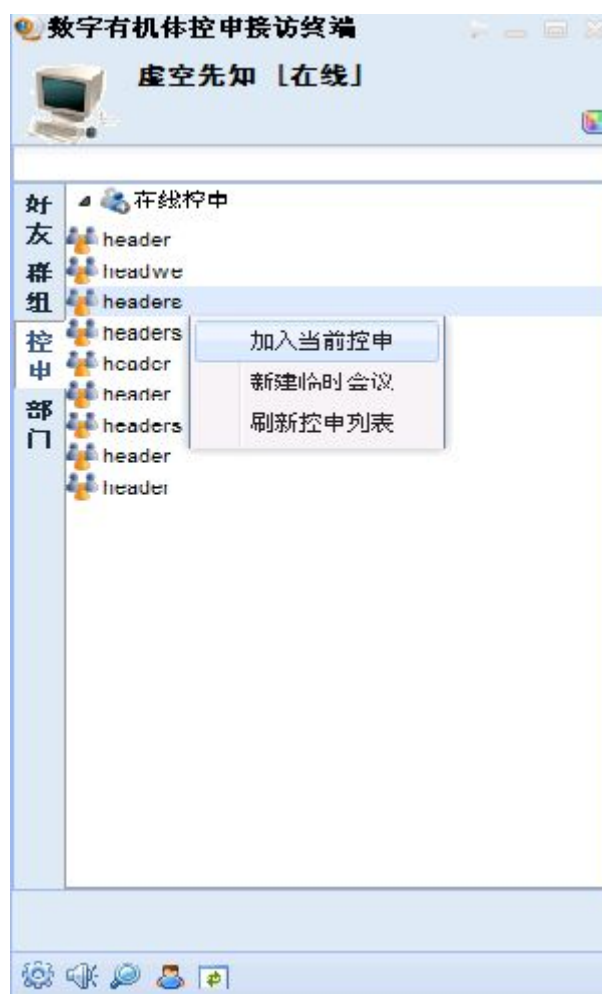 数字有机体控申接访终端
虚空先知 [在线]
好友
群组
控申
部门
在线控申
header
headwe
headers
headers
header
header
headers
header
header
加入当前控申
新建临时会议
刷新控申列表